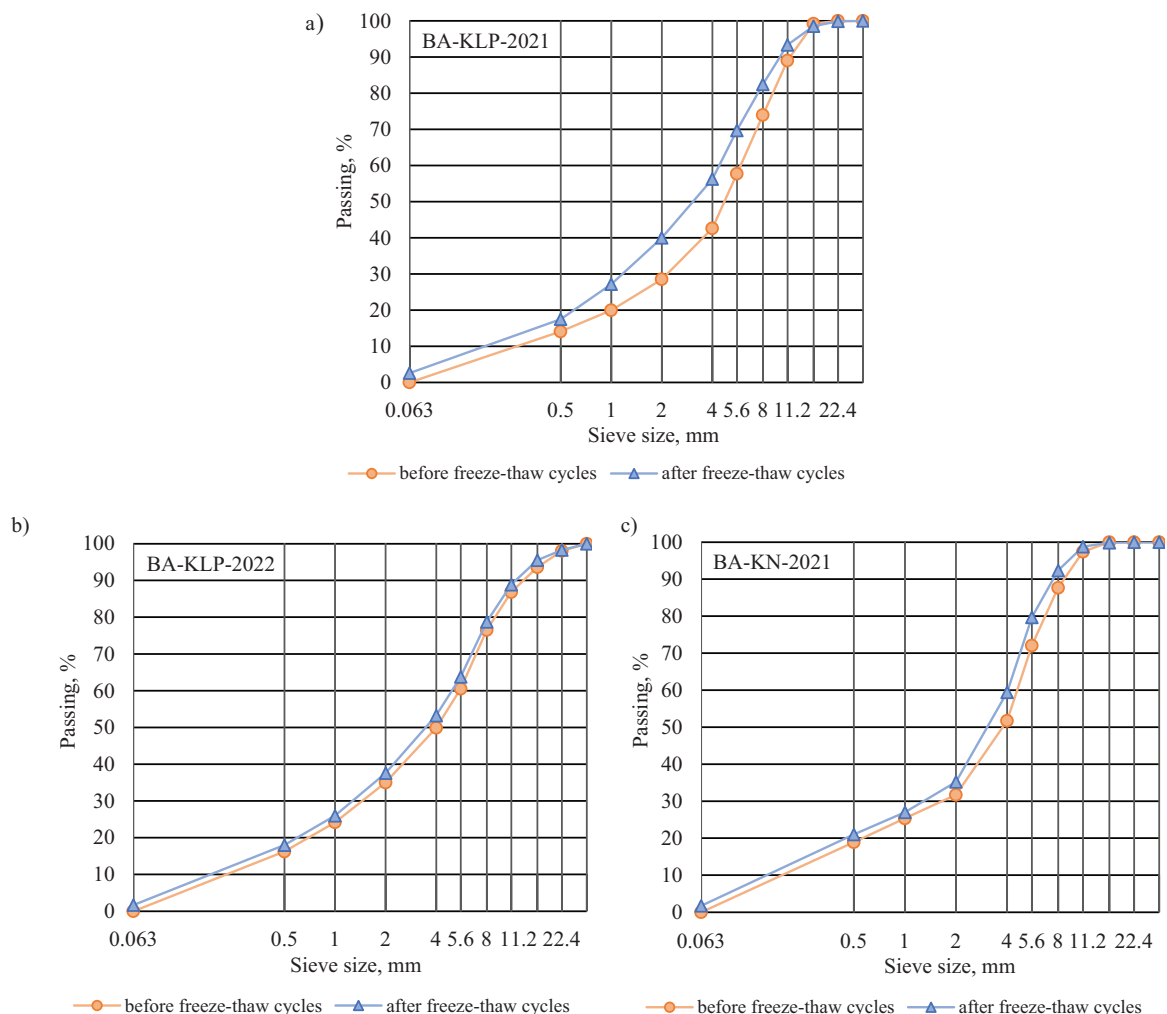 a)
BA-KLP-2021
Passing, %
100
90
80
70
60
50
40
30
20
10
0
0.063 0.5 1 2 4 5.6 8 11.2 22.4
Sieve size, mm
before freeze-thaw cycles after freeze-thaw cycles
b)
BA-KLP-2022
Passing, %
100
90
80
70
60
50
40
30
20
10
0
0.063 0.5 1 2 4 5.6 8 11.2 22.4
Sieve size, mm
before freeze-thaw cycles after freeze-thaw cycles
c)
BA-KN-2021
Passing, %
100
90
80
70
60
50
40
30
20
10
0
0.063 0.5 1 2 4 5.6 8 11.2 22.4
Sieve size, mm
before freeze-thaw cycles after freeze-thaw cycles